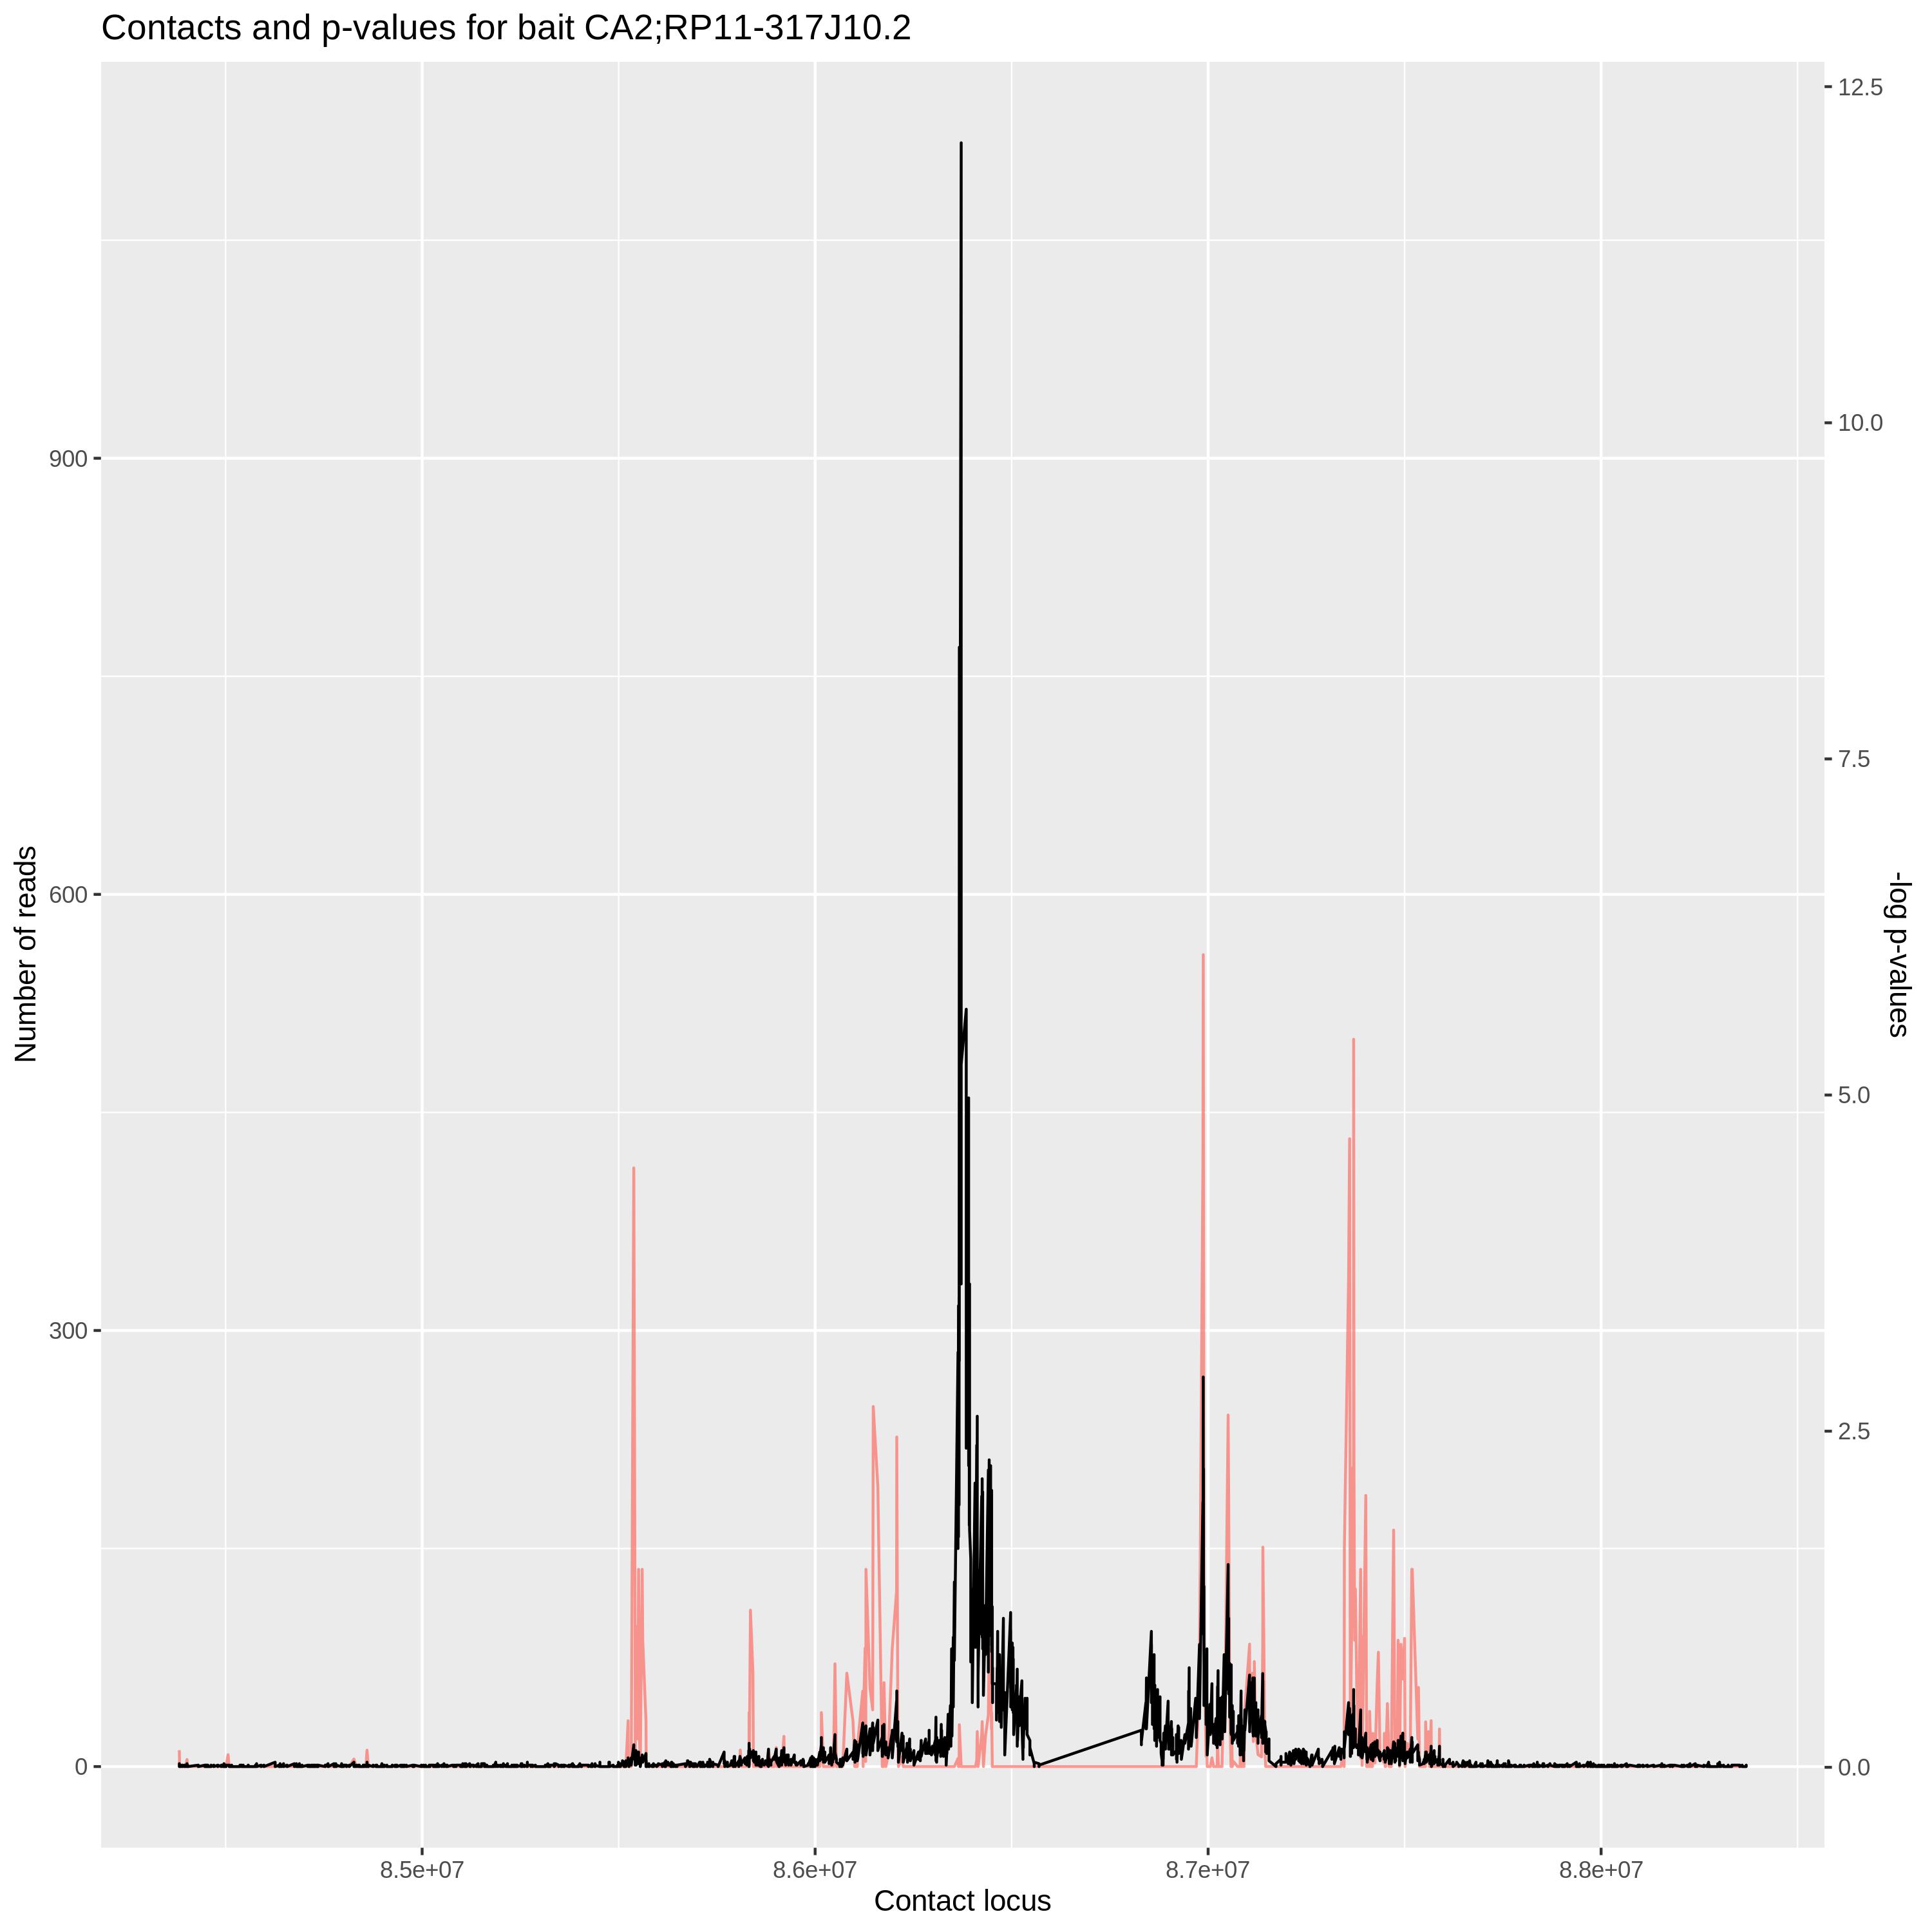 Contacts and p-values for bait CA2;RP11-317J10.2
12.5
10.0
900
7.5
Number of reads
600
-log p-values
5.0
300
2.5
0
0.0
8.5e+07 8.6e+07 8.7e+07 8.8e+07
Contact locus